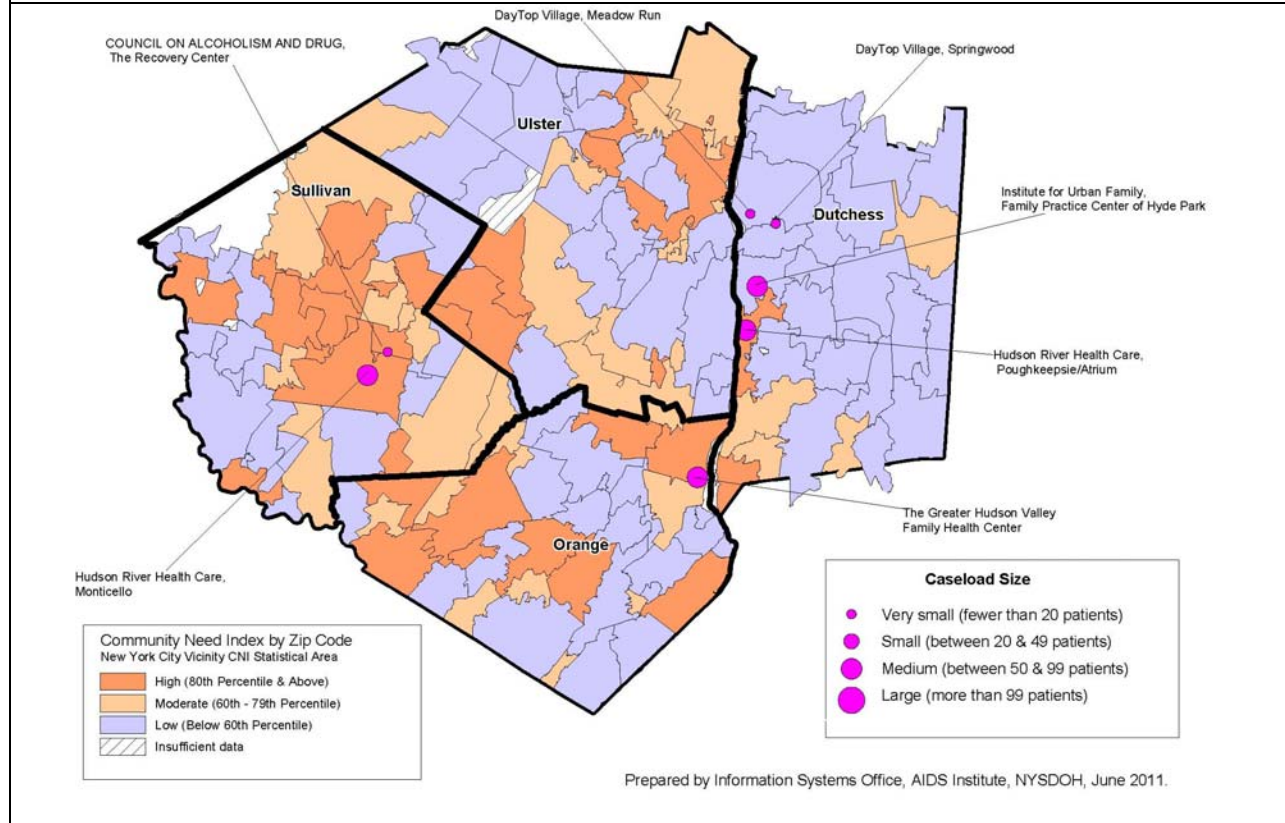 DayTop Village, Meadow Run
COUNCIL ON ALCOHOLISM AND DRUG,
The Recovery Center
DayTop Village, Springwood
Ulster
Sullivan
Institute for Urban Family,
Family Practice Center of Hyde Park
Dutchess
Hudson River Health Care,
Poughkeepsie/Atrium
The Greater Hudson Valley
Family Health Center
Orange
Hudson River Health Care,
Monticello
Community Need Index by Zip Code
New York City Vicinity CNI Statistical Area
High (80th Percentile & Above)
Moderate (60th - 79th Percentile)
Low (Below 60th Percentile)
Insufficient data
Caseload Size
Very small (fewer than 20 patients)
Small (between 20 & 49 patients)
Medium (between 50 & 99 patients)
Large (more than 99 patients)
Prepared by Information Systems Office, AIDS Institute, NYSDOH, June 2011.